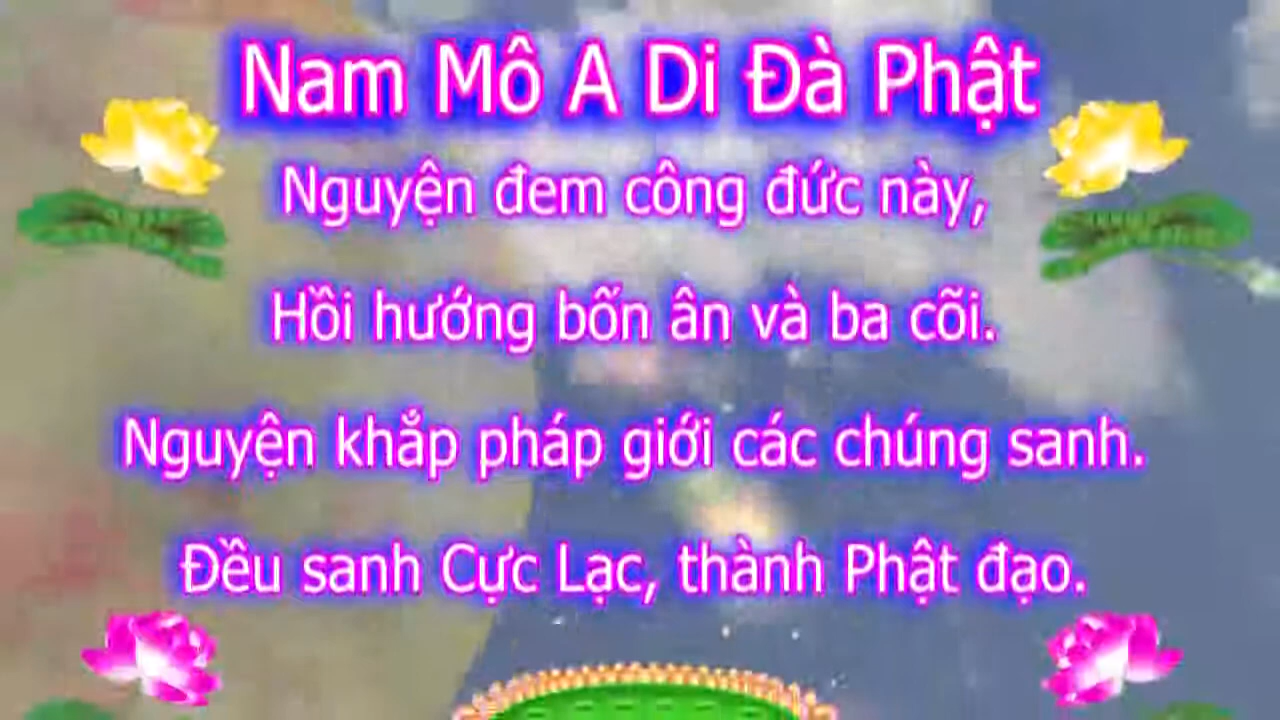 Nam Mô A Di Đà Phật
Nguyện đem công đức này,
Hồi hướng bốn ân và ba cõi.
Nguyện khắp pháp giới các chúng sanh.
Đều sanh Cực Lạc, thành Phật đạo.